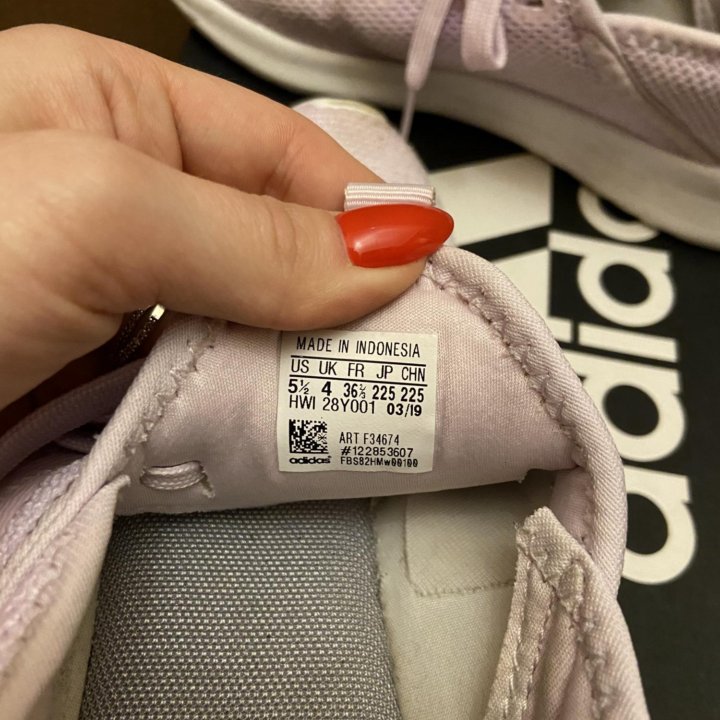 MADE IN INDONESIA
US UK FR JP CHN
5½ 4 36⅔ 225 225
HWI 28Y001 03/19
ART F34674
#122853607
adidas FBS82HMw00100
adidas